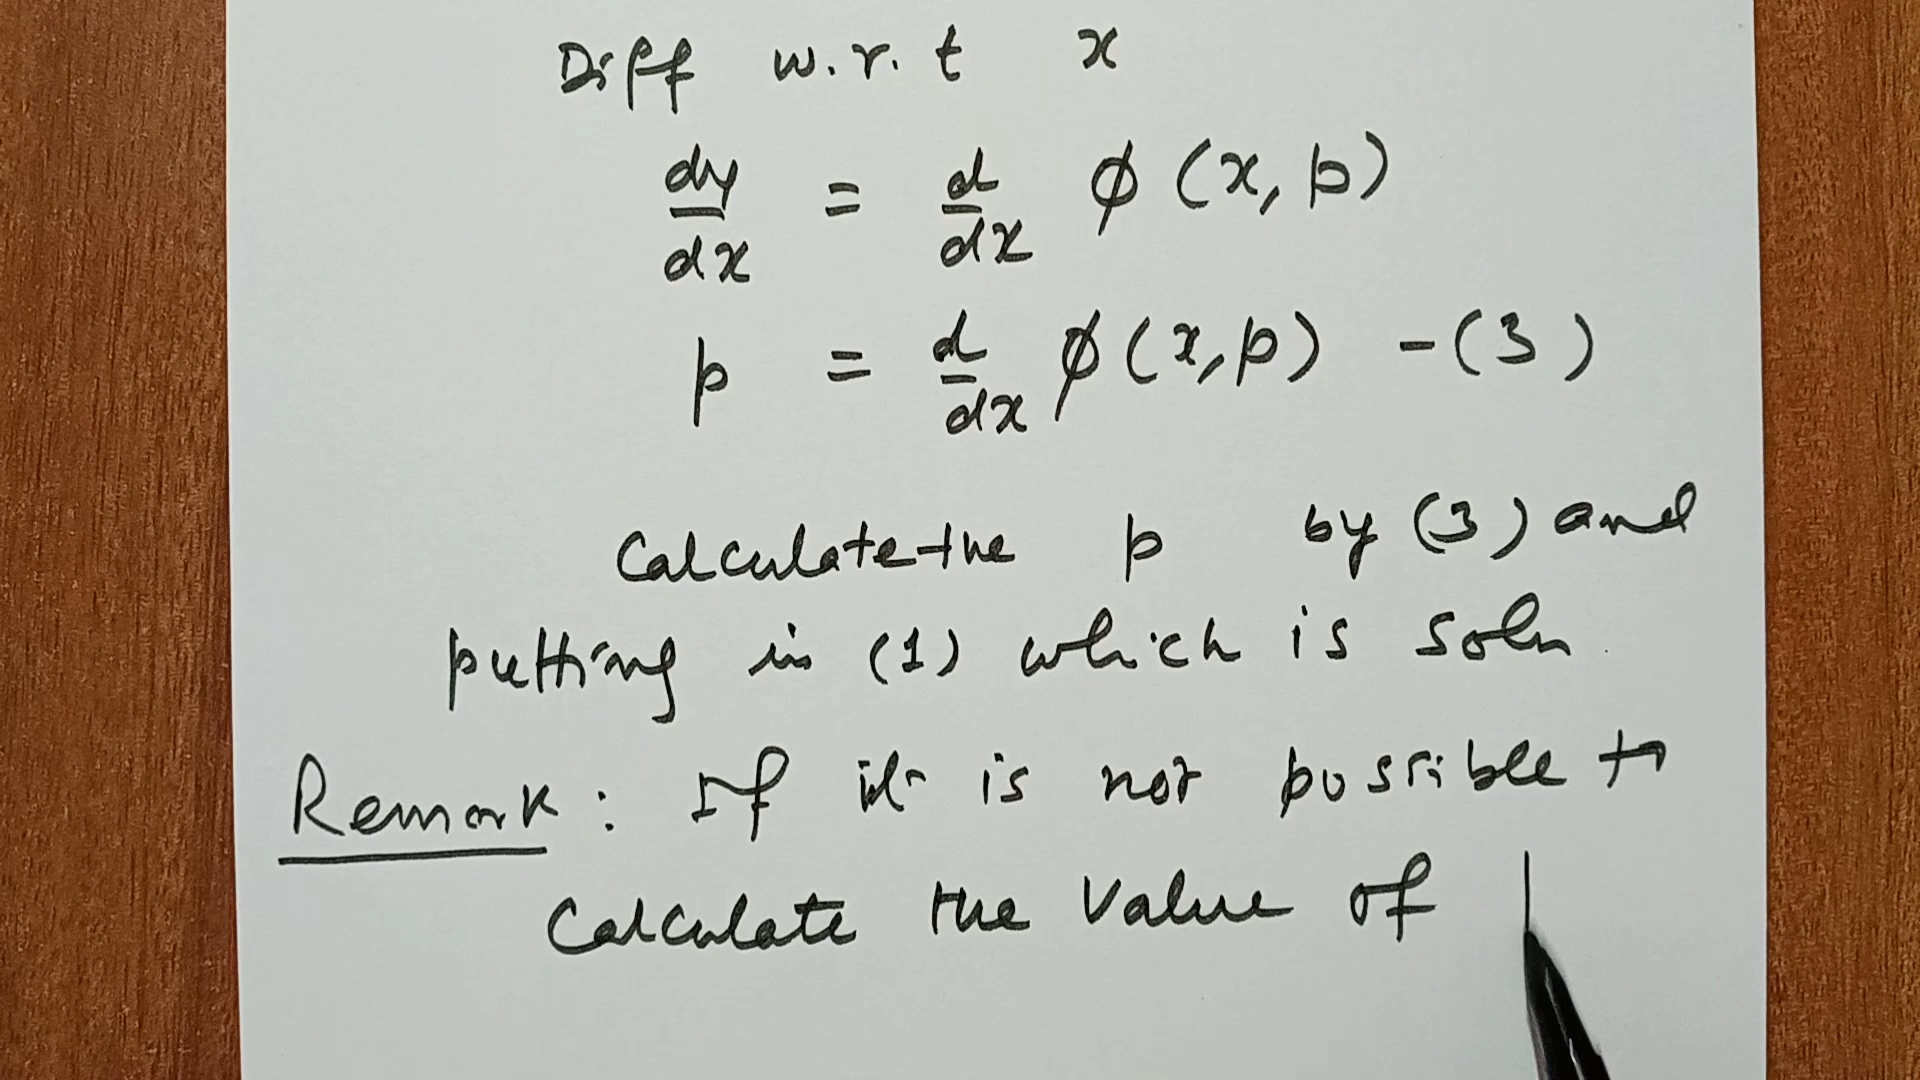 Diff w.r.t x
dy/dx = d/dx φ(x, p)
p = d/dx φ(x, p) - (3)
Calculate the p by (3) and
putting in (1) which is soln.
Remark: If it is not possible to
Calculate the value of